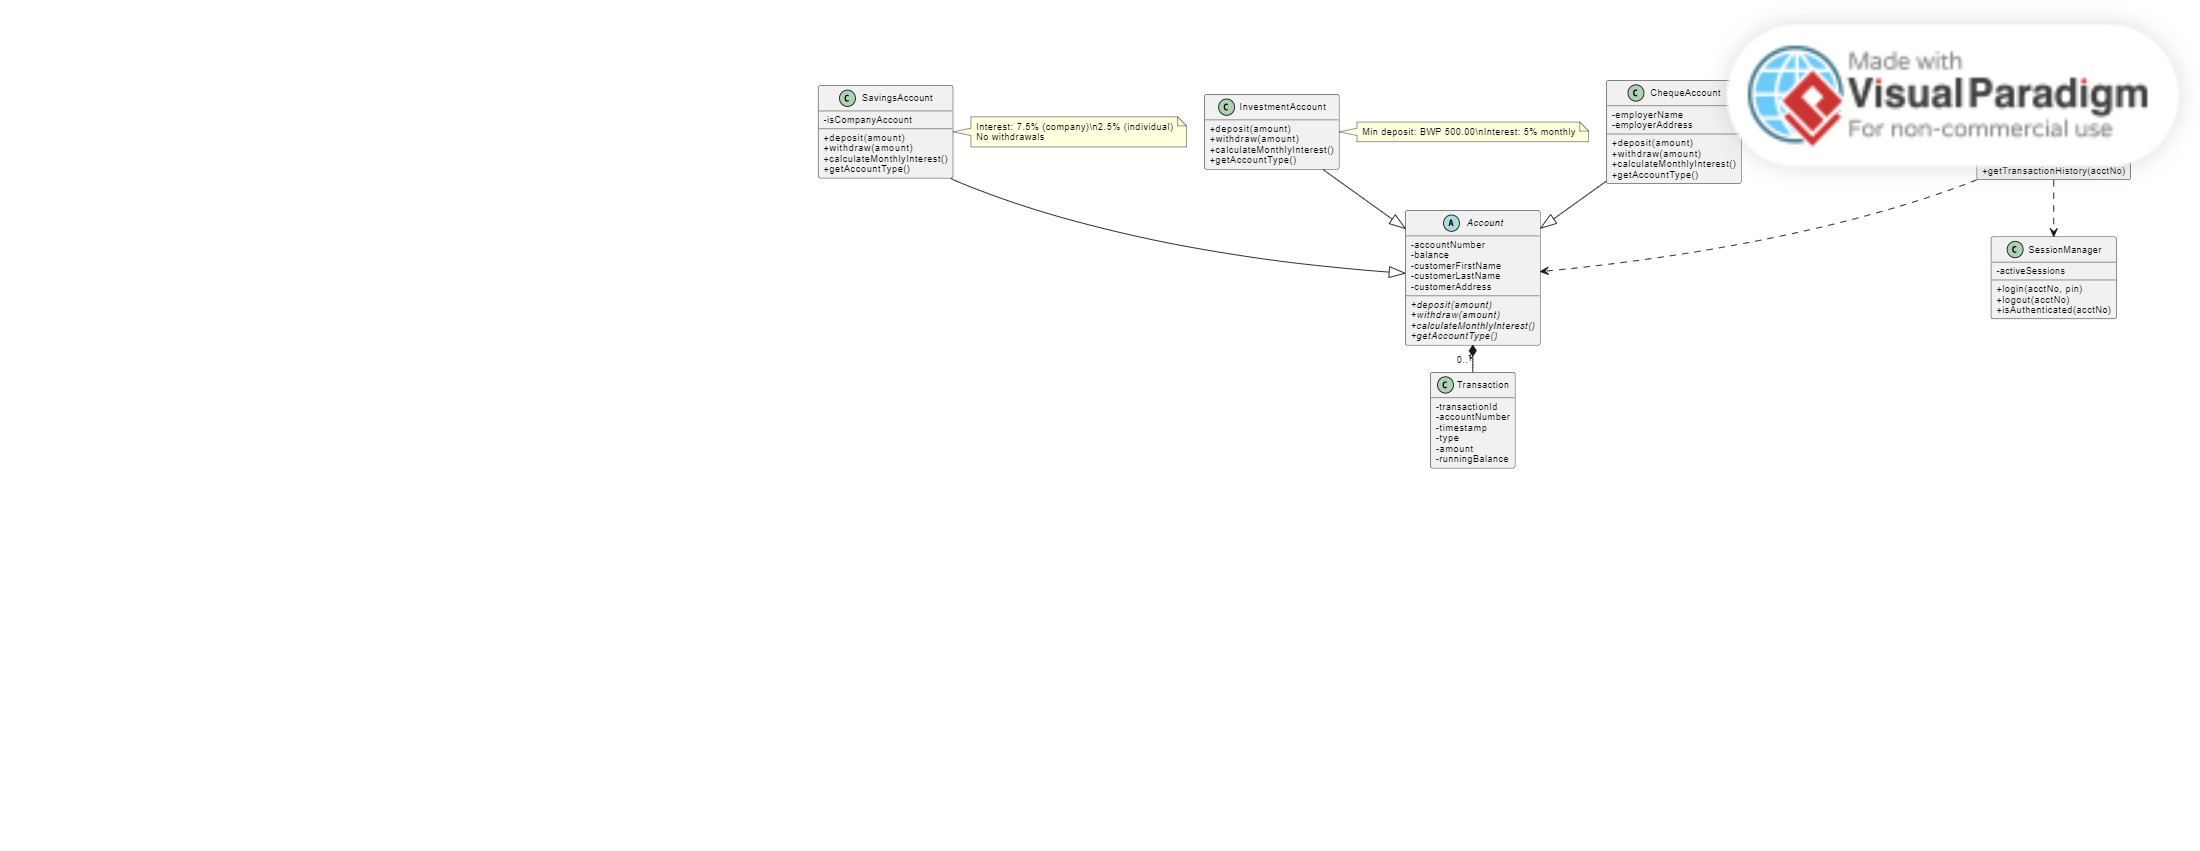 Made with
Visual Paradigm
For non-commercial use
C SavingsAccount
-isCompanyAccount
+deposit(amount)
+withdraw(amount)
+calculateMonthlyInterest()
+getAccountType()
Interest: 7.5% (company)\n2.5% (individual)
No withdrawals
C InvestmentAccount
+deposit(amount)
+withdraw(amount)
+calculateMonthlyInterest()
+getAccountType()
Min deposit: BWP 500.00\nInterest: 5% monthly
C ChequeAccount
-employerName
-employerAddress
+deposit(amount)
+withdraw(amount)
+calculateMonthlyInterest()
+getAccountType()
+getTransactionHistory(acctNo)
A Account
-accountNumber
-balance
-customerFirstName
-customerLastName
-customerAddress
+deposit(amount)
+withdraw(amount)
+calculateMonthlyInterest()
+getAccountType()
C SessionManager
-activeSessions
+login(acctNo, pin)
+logout(acctNo)
+isAuthenticated(acctNo)
0..*
C Transaction
-transactionId
-accountNumber
-timestamp
-type
-amount
-runningBalance